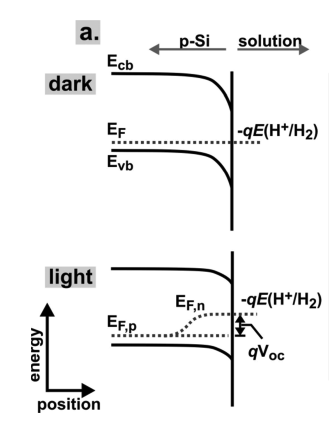 a.
p-Si solution
E_cb
dark
E_F -qE(H⁺/H₂)
E_vb
light
E_F,n -qE(H⁺/H₂)
E_F,p
qV_oc
energy
position